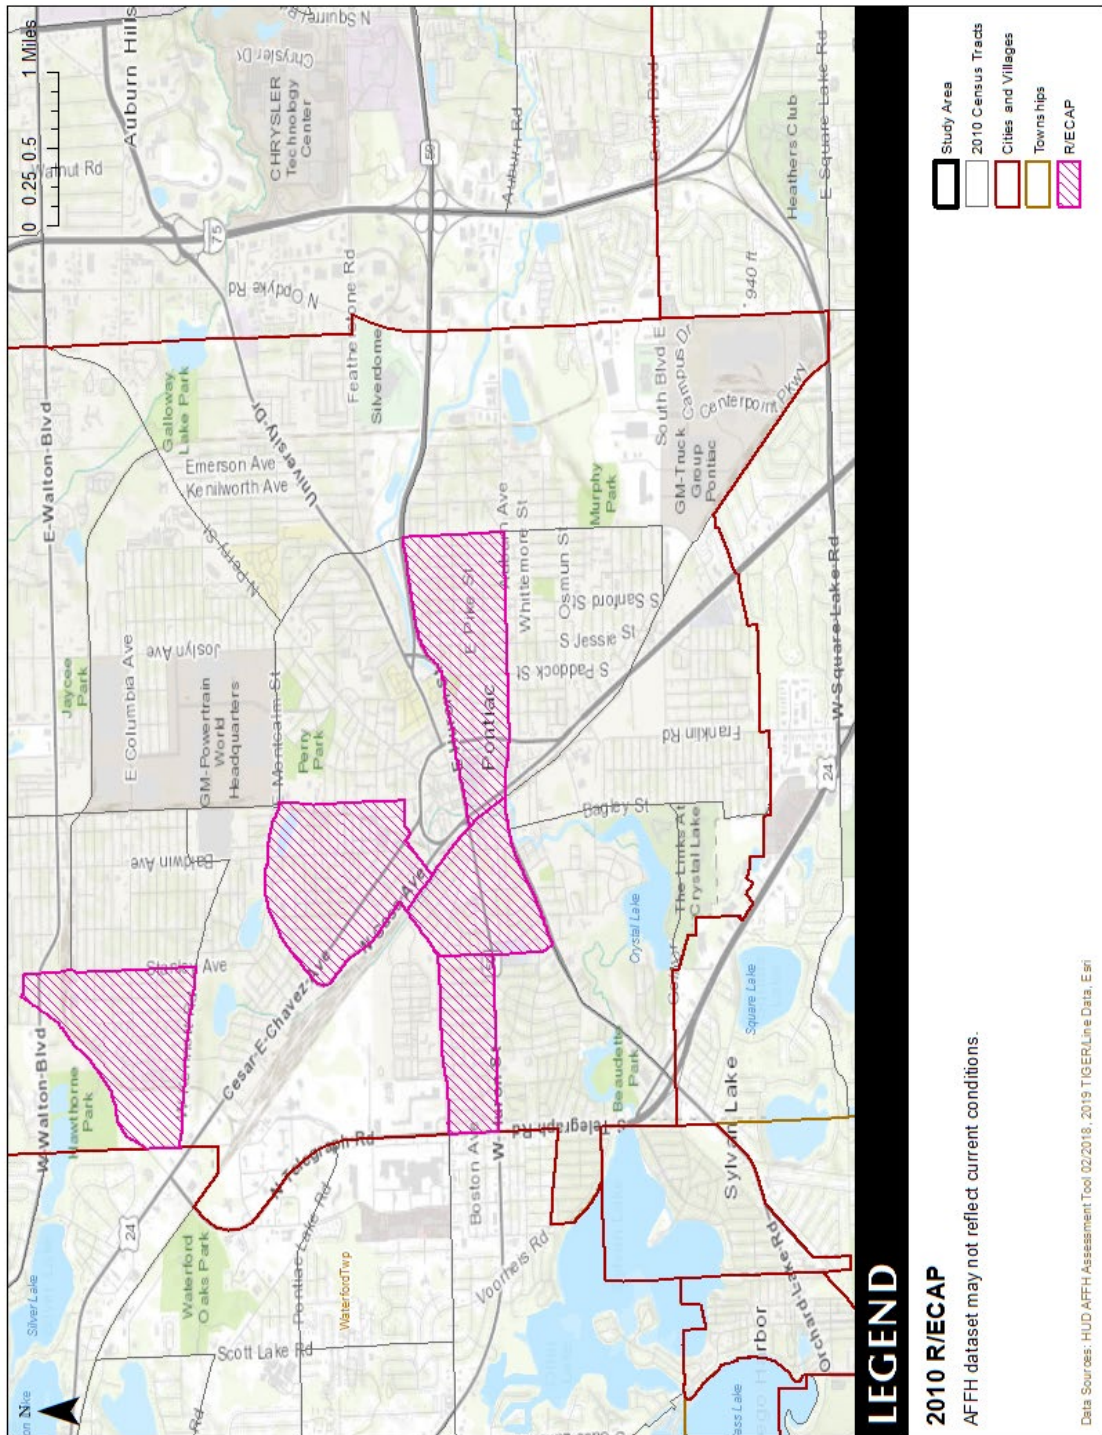 N
0 0.25 0.5 1 Miles
Silver Lake
W-Walton-Blvd
E-Walton-Blvd
Hawthorne
Park
Jaycee
Park
Walnut Rd
Auburn Hills
24
E Columbia Ave
Galloway
Lake Park
75
Waterford
Oaks Park
Stanley Ave
Baldwin Ave
GM-Powertrain
World
Headquarters
Joslyn Ave
N-Perry-St
Emerson Ave
Kenilworth Ave
N Opdyke Rd
CHRYSLER
Technology
Center
Chrysler Dr
N Squirrel
Scott Lake Rd
Rd
Pontiac Lake Rd
WaterfordTwp
N-Telegraph Rd
Cesar-E-Chavez-Ave
E Montcalm-St
Perry
Park
University-Dr
Featherstone Rd
Silverdome
59
Boston Ave
W-Huron-St
Pontiac
E Pike St
Auburn Ave
Auburn Rd
Voorheis Rd
Telegraph Rd
Whittemore St
Osmun St
S Sanford St
S Jessie St
S Paddock St
Murphy
Park
South Blvd E
South Blvd
Beaudette
Park
Crystal Lake
The Links At
Crystal Lake
Bagley St
Franklin Rd
GM-Truck
Group
Pontiac
Campus Dr
Centerpoint Pkwy
940 ft
Heathers Club
E Square Lake Rd
Sylvan Lake
Square Lake
24
W-Square-Lake-Rd
Orchard-Lake-Rd
LEGEND
2010 R/ECAP
AFFH dataset may not reflect current conditions.
Study Area
2010 Census Tracts
Cities and Villages
Townships
R/ECAP
Data Sources: HUD AFFH Assessment Tool 02/2018, 2019 TIGER/Line Data, Esri